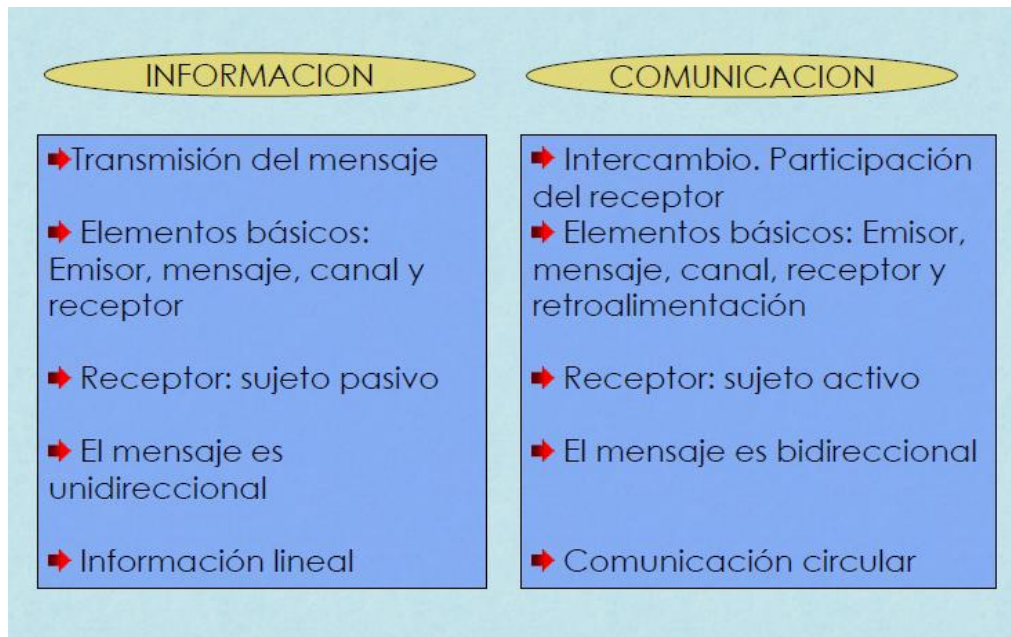 INFORMACION
➡Transmisión del mensaje
➡ Elementos básicos:
Emisor, mensaje, canal y
receptor
➡ Receptor: sujeto pasivo
➡ El mensaje es
unidireccional
➡ Información lineal
COMUNICACION
➡ Intercambio. Participación
del receptor
➡ Elementos básicos: Emisor,
mensaje, canal, receptor y
retroalimentación
➡ Receptor: sujeto activo
➡ El mensaje es bidireccional
➡ Comunicación circular